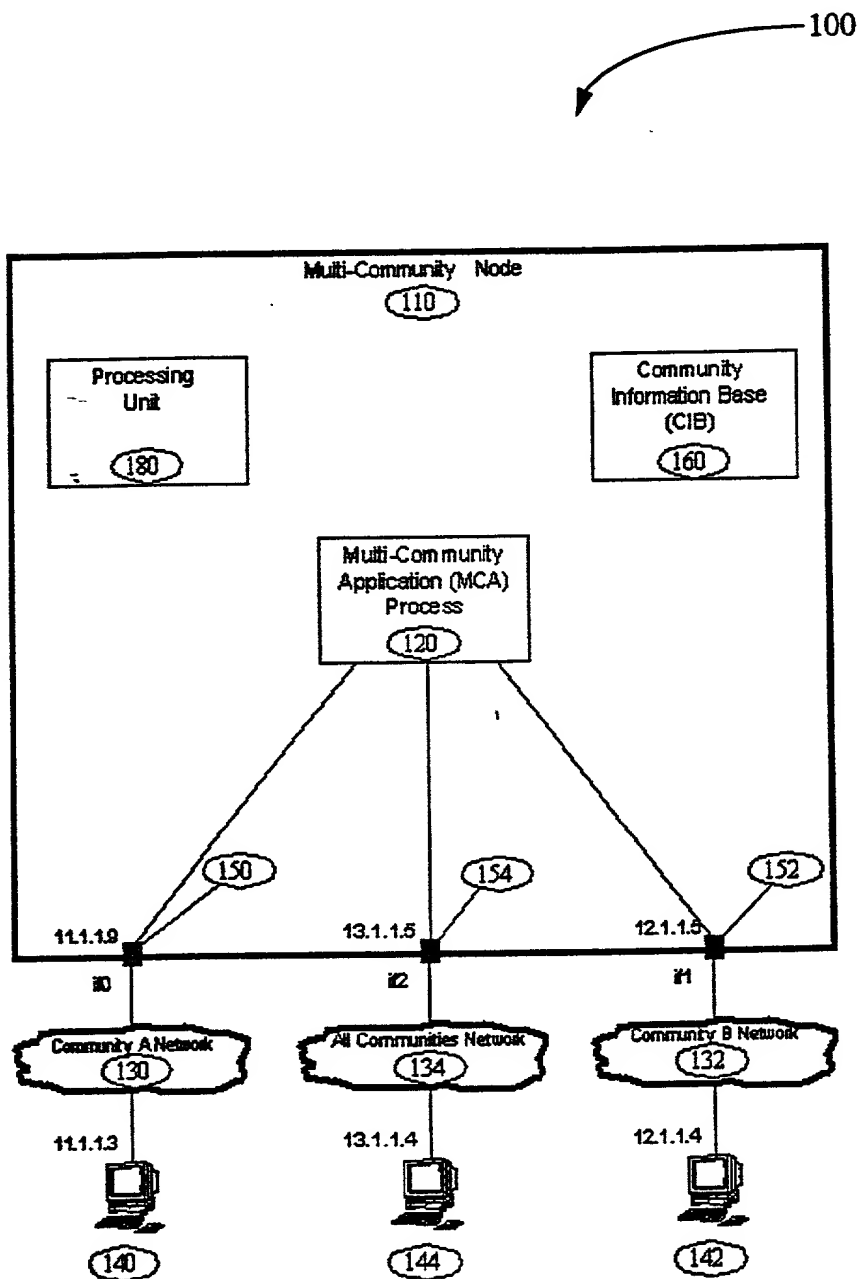 100
Multi-Community Node
110
Processing
Unit
180
Community
Information Base
(CIB)
160
Multi-Community
Application (MCA)
Process
120
150
154
152
11.1.1.9
13.1.1.5
12.1.1.5
if0
if2
if1
Community A Network
130
All Communities Network
134
Community B Network
132
11.1.1.3
13.1.1.4
12.1.1.4
140
144
142